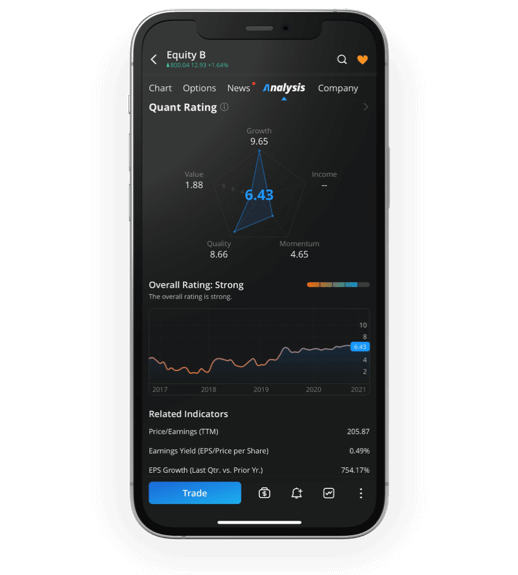 Equity B
▲800.04 12.93 +1.64%
Chart Options News Analysis Company
Quant Rating
Growth
9.65
Value
1.88
Income
--
6.43
Quality
8.66
Momentum
4.65
Overall Rating: Strong
The overall rating is strong.
10
8
6.43
4
2
2017 2018 2019 2020 2021
Related Indicators
Price/Earnings (TTM) 205.87
Earnings Yield (EPS/Price per Share) 0.49%
EPS Growth (Last Qtr. vs. Prior Yr.) 754.17%
Trade